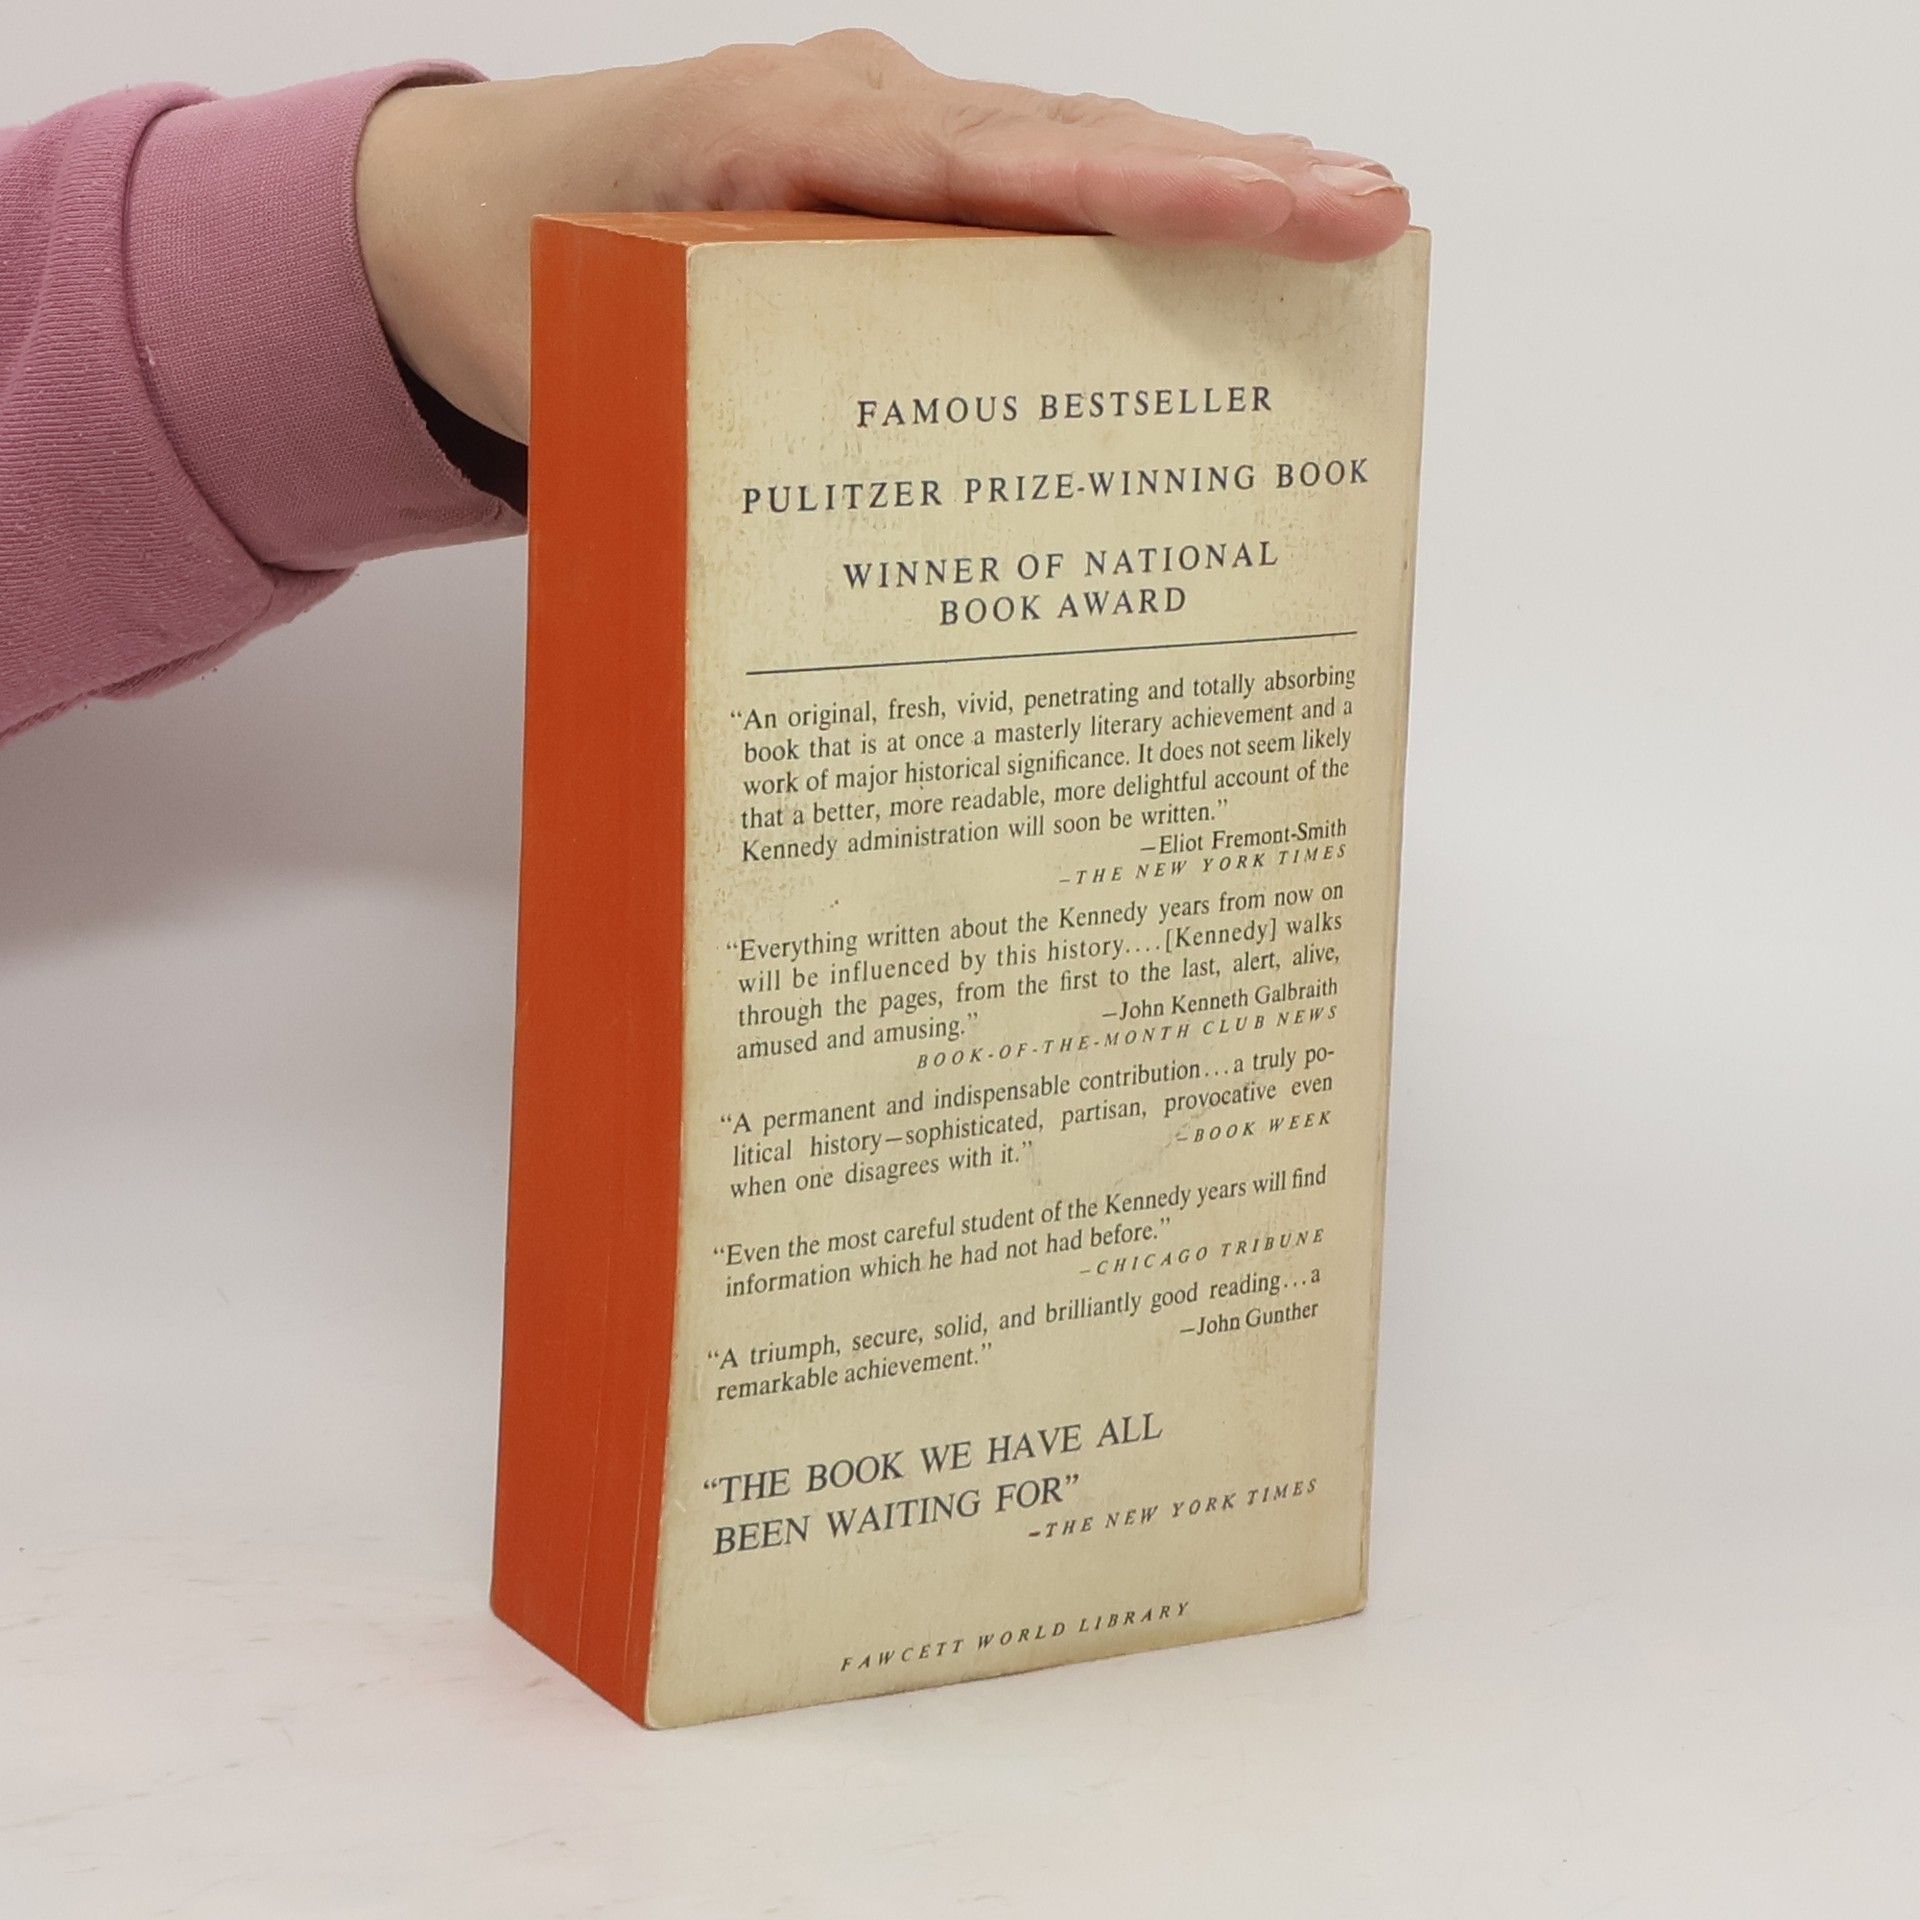 FAMOUS BESTSELLER
PULITZER PRIZE-WINNING BOOK
WINNER OF NATIONAL
BOOK AWARD
“An original, fresh, vivid, penetrating and totally absorbing
book that is at once a masterly literary achievement and a
work of major historical significance. It does not seem likely
that a better, more readable, more delightful account of the
Kennedy administration will soon be written.”
—Eliot Fremont-Smith
—THE NEW YORK TIMES
“Everything written about the Kennedy years from now on
will be influenced by this history....[Kennedy] walks
through the pages, from the first to the last, alert, alive,
amused and amusing.” —John Kenneth Galbraith
BOOK-OF-THE-MONTH CLUB NEWS
“A permanent and indispensable contribution...a truly po-
litical history—sophisticated, partisan, provocative even
when one disagrees with it.” —BOOK WEEK
“Even the most careful student of the Kennedy years will find
information which he had not had before.”
—CHICAGO TRIBUNE
“A triumph, secure, solid, and brilliantly good reading...a
remarkable achievement.” —John Gunther
“THE BOOK WE HAVE ALL
BEEN WAITING FOR”
—THE NEW YORK TIMES
FAWCETT WORLD LIBRARY